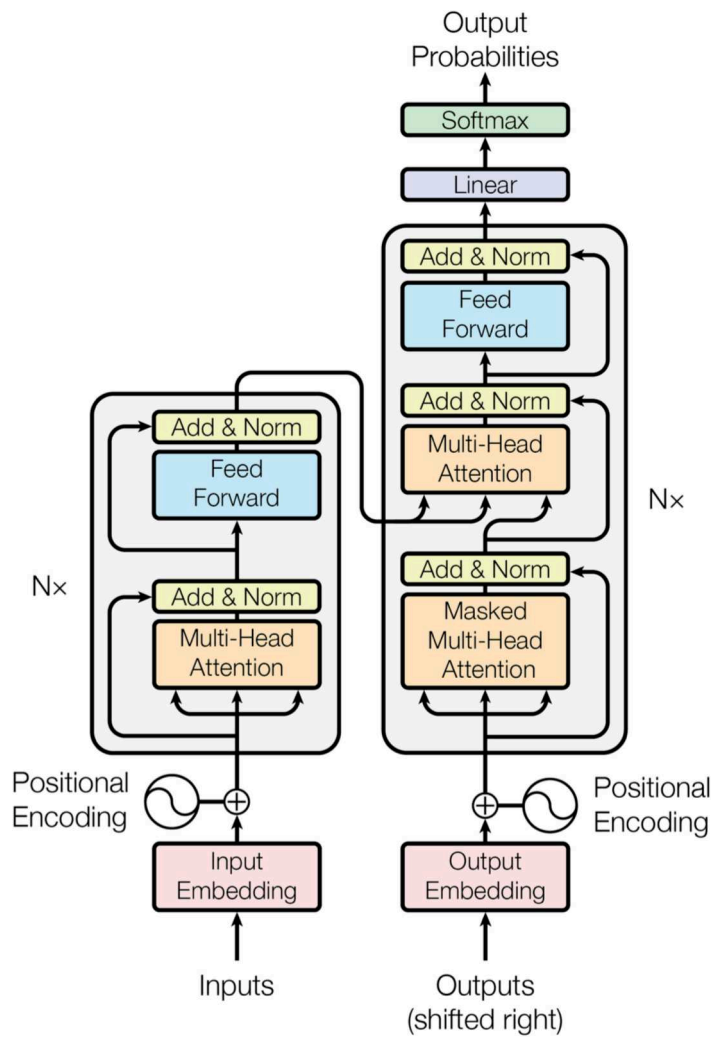 Output
Probabilities
Softmax
Linear
Add & Norm
Feed
Forward
Add & Norm
Multi-Head
Attention
Add & Norm
Masked
Multi-Head
Attention
N×
Add & Norm
Feed
Forward
Add & Norm
Multi-Head
Attention
N×
Positional
Encoding
Positional
Encoding
Input
Embedding
Output
Embedding
Inputs
Outputs
(shifted right)